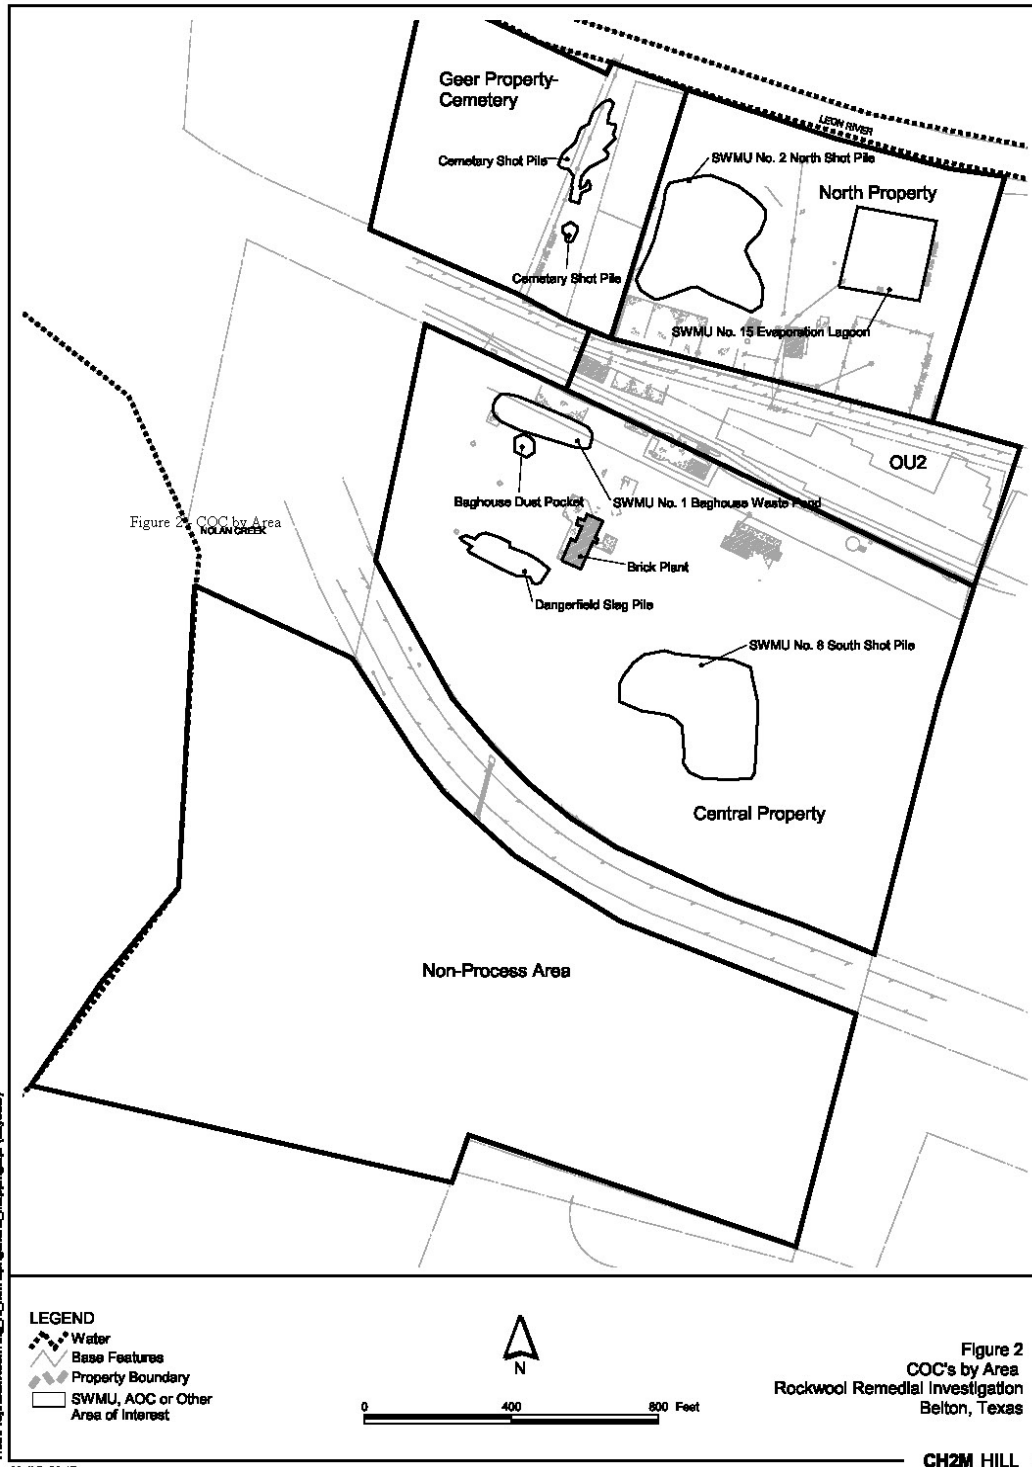 Geer Property-
Cemetery
LEON RIVER
Cemetary Shot Pile
SWMU No. 2 North Shot Pile
North Property
Cemetary Shot Pile
SWMU No. 15 Evaporation Lagoon
OU2
Baghouse Dust Pocket
SWMU No. 1 Baghouse Waste Pond
Figure 2 COC by Area
NOLAN CREEK
Brick Plant
Dangerfield Slag Pile
SWMU No. 8 South Shot Pile
Central Property
Non-Process Area
LEGEND
Water
Base Features
Property Boundary
SWMU, AOC or Other
Area of Interest
N
0 400 800 Feet
Figure 2
COC's by Area
Rockwool Remedial Investigation
Belton, Texas
CH2M HILL